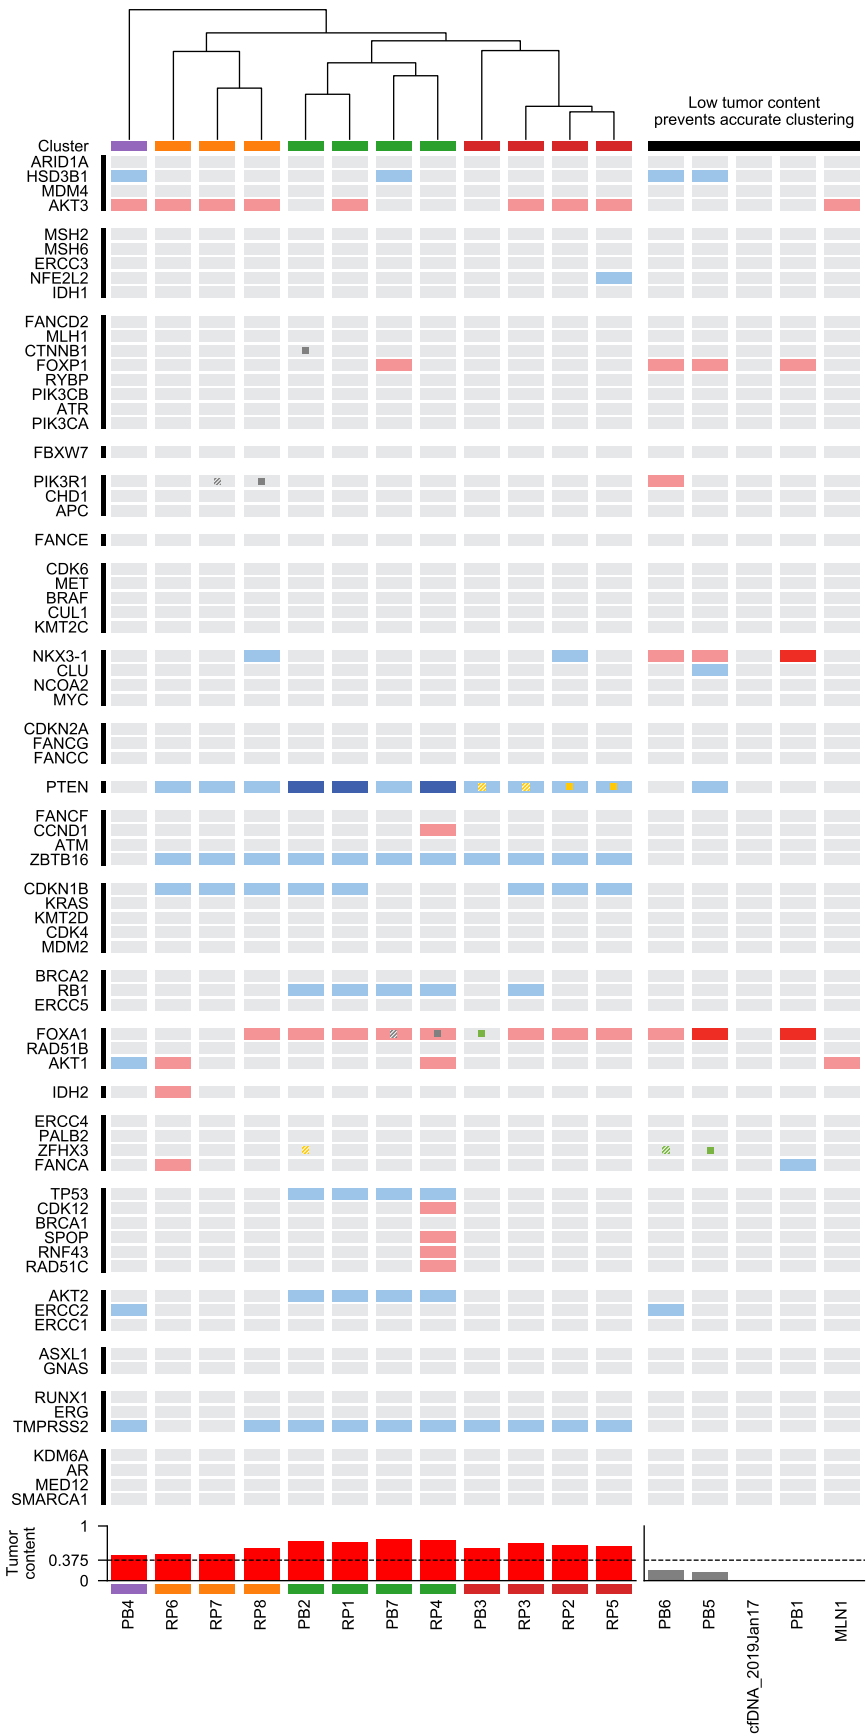 Low tumor content
prevents accurate clustering
Cluster
ARID1A
HSD3B1
MDM4
AKT3
MSH2
MSH6
ERCC3
NFE2L2
IDH1
FANCD2
MLH1
CTNNB1
FOXP1
RYBP
PIK3CB
ATR
PIK3CA
FBXW7
PIK3R1
CHD1
APC
FANCE
CDK6
MET
BRAF
CUL1
KMT2C
NKX3-1
CLU
NCOA2
MYC
CDKN2A
FANCG
FANCC
PTEN
FANCF
CCND1
ATM
ZBTB16
CDKN1B
KRAS
KMT2D
CDK4
MDM2
BRCA2
RB1
ERCC5
FOXA1
RAD51B
AKT1
IDH2
ERCC4
PALB2
ZFHX3
FANCA
TP53
CDK12
BRCA1
SPOP
RNF43
RAD51C
AKT2
ERCC2
ERCC1
ASXL1
GNAS
RUNX1
ERG
TMPRSS2
KDM6A
AR
MED12
SMARCA1
Tumor
content
1
0.375
0
PB4
RP6
RP7
RP8
PB2
RP1
PB7
RP4
PB3
RP3
RP2
RP5
PB6
PB5
cfDNA_2019Jan17
PB1
MLN1